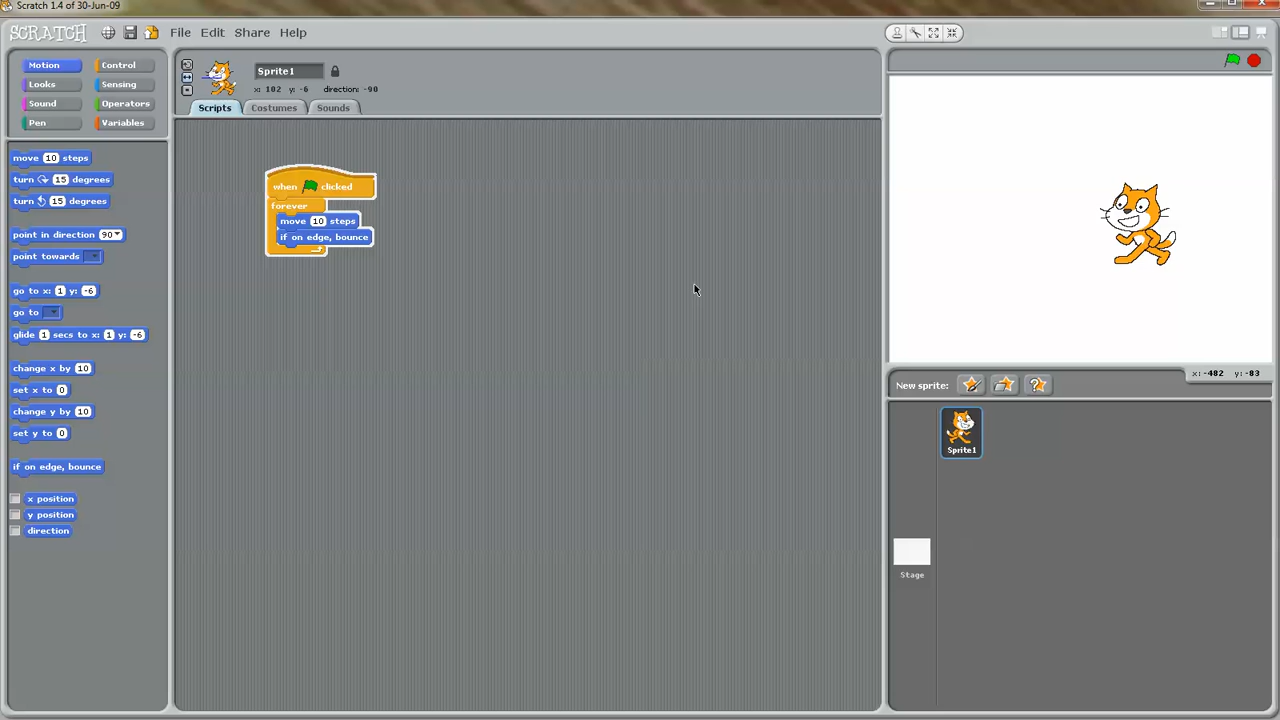 Scratch 1.4 of 30-Jun-09
SCRATCH File Edit Share Help
Motion Control
Looks Sensing
Sound Operators
Pen Variables
Sprite1
x: 102 y: -6 direction: -90
Scripts Costumes Sounds
move 10 steps
turn 15 degrees
turn 15 degrees
point in direction 90
point towards
go to x: 1 y: -6
go to
glide 1 secs to x: 1 y: -6
change x by 10
set x to 0
change y by 10
set y to 0
if on edge, bounce
x position
y position
direction
when clicked
forever
move 10 steps
if on edge, bounce
x: -482 y: -83
New sprite:
Sprite1
Stage